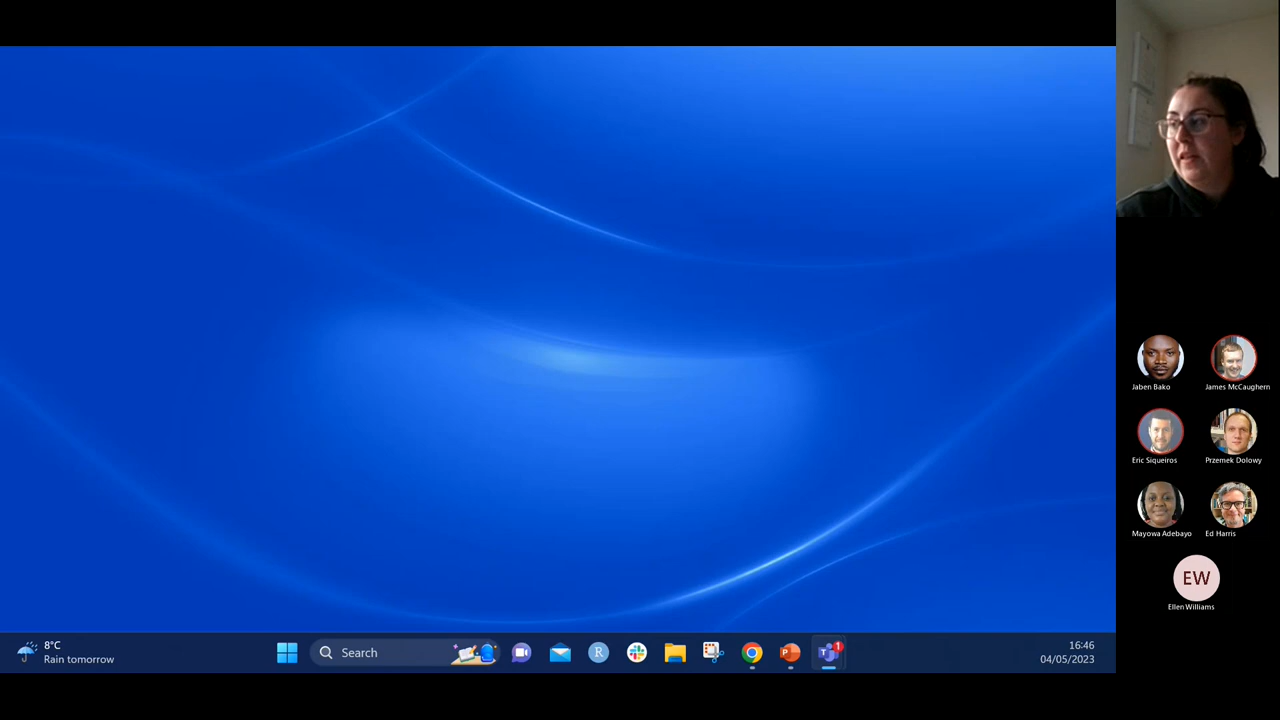 Jaben Bako
James McCaughern
Eric Siqueiros
Przemek Dolowy
Mayowa Adebayo
Ed Harris
EW
Ellen Williams
8°C
Rain tomorrow
Search
R
P
T
1
16:46
04/05/2023